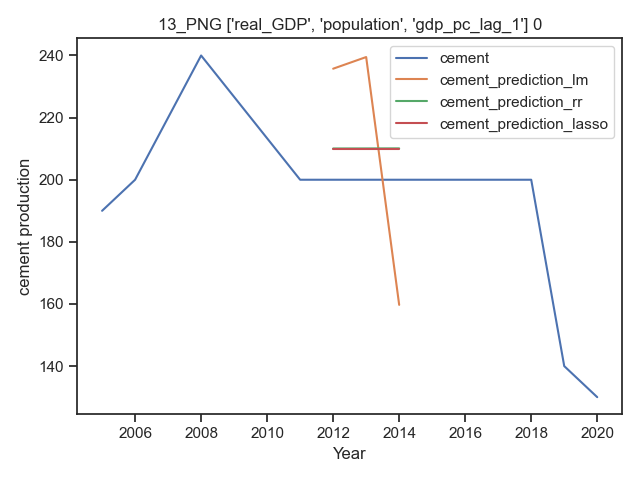 13_PNG ['real_GDP', 'population', 'gdp_pc_lag_1'] 0
cement
cement_prediction_lm
cement_prediction_rr
cement_prediction_lasso
cement production
240
220
200
180
160
140
2006
2008
2010
2012
2014
2016
2018
2020
Year